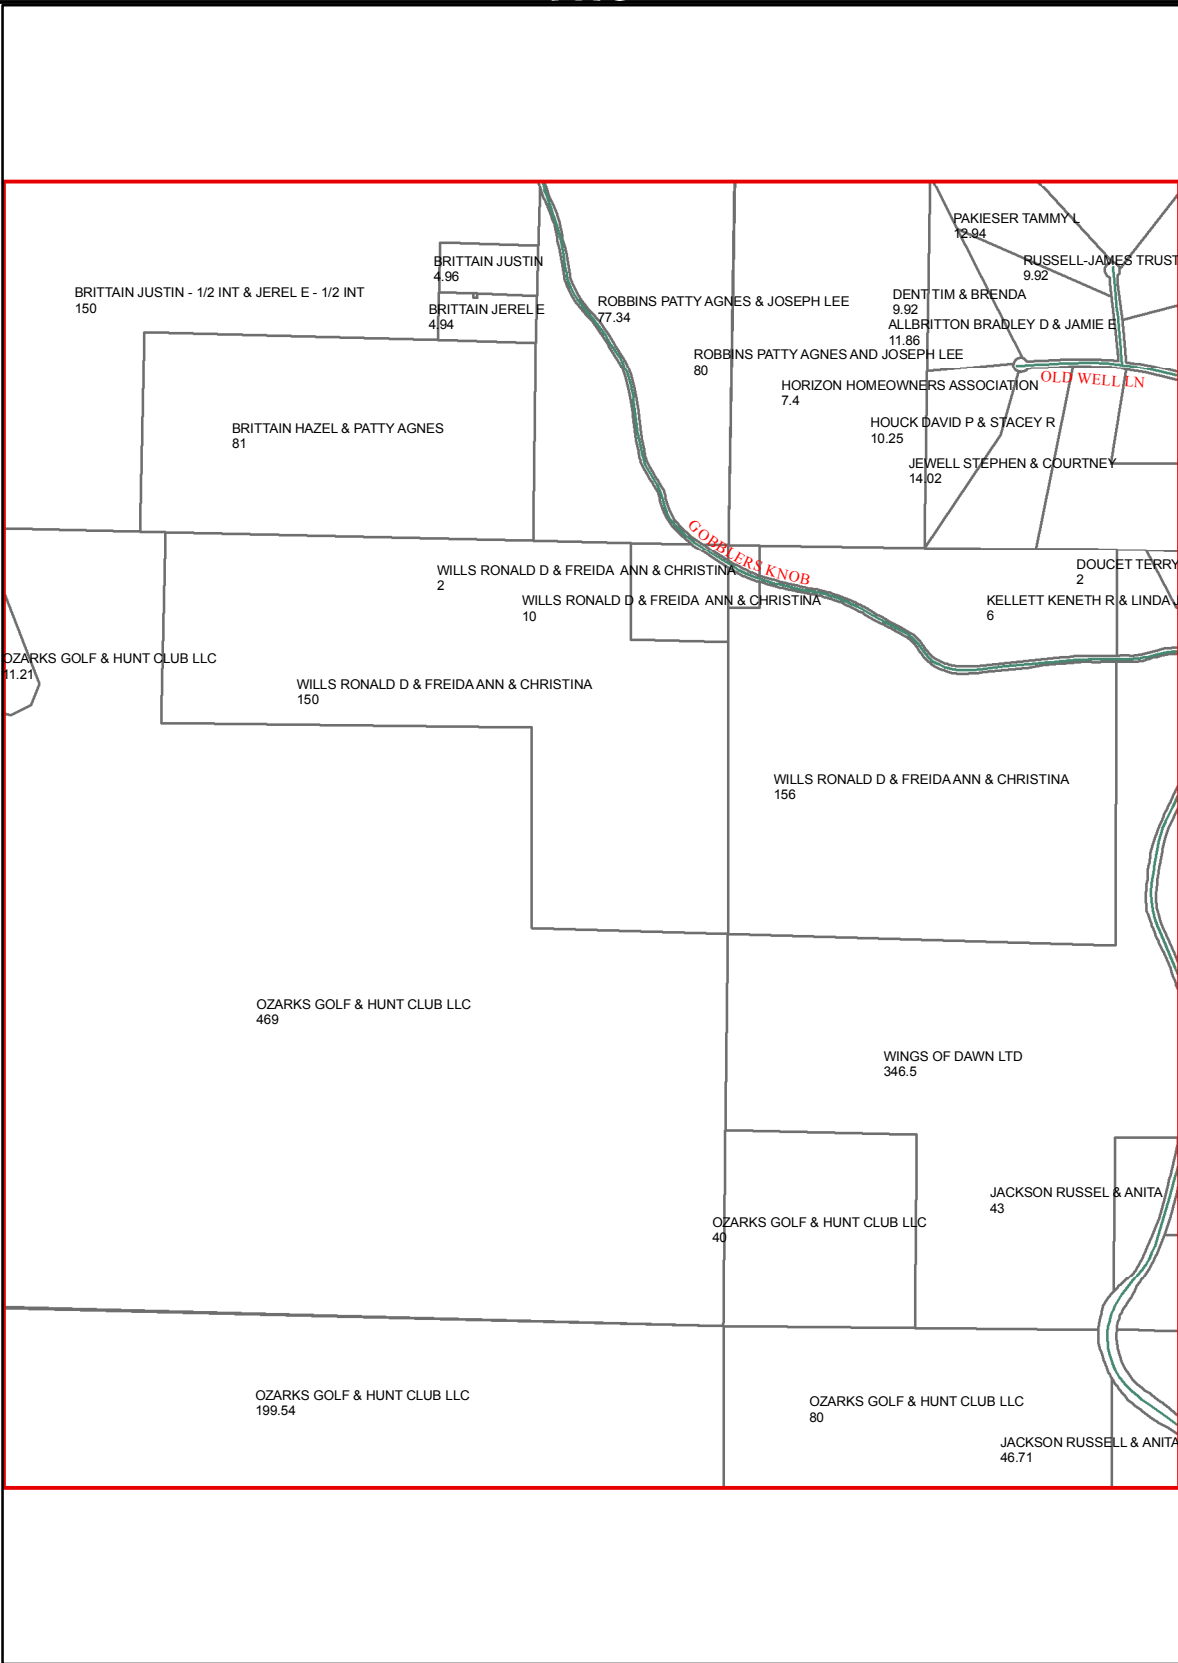 PAKIESER TAMMY L
12.94
BRITTAIN JUSTIN
4.96
RUSSELL-JAMES TRUST
9.92
BRITTAIN JUSTIN - 1/2 INT & JEREL E - 1/2 INT
150
DENT TIM & BRENDA
9.92
ROBBINS PATTY AGNES & JOSEPH LEE
77.34
BRITTAIN JEREL E
4.94
ALLBRITTON BRADLEY D & JAMIE E
11.86
ROBBINS PATTY AGNES AND JOSEPH LEE
80
OLD WELL LN
HORIZON HOMEOWNERS ASSOCIATION
7.4
HOUCK DAVID P & STACEY R
10.25
BRITTAIN HAZEL & PATTY AGNES
81
JEWELL STEPHEN & COURTNEY
14.02
GOBBLERS KNOB
WILLS RONALD D & FREIDA ANN & CHRISTINA
2
DOUCET TERRY
2
WILLS RONALD D & FREIDA ANN & CHRISTINA
10
KELLETT KENETH R & LINDA J
6
OZARKS GOLF & HUNT CLUB LLC
11.21
WILLS RONALD D & FREIDA ANN & CHRISTINA
150
WILLS RONALD D & FREIDA ANN & CHRISTINA
156
OZARKS GOLF & HUNT CLUB LLC
469
WINGS OF DAWN LTD
346.5
JACKSON RUSSEL & ANITA
43
OZARKS GOLF & HUNT CLUB LLC
40
OZARKS GOLF & HUNT CLUB LLC
199.54
OZARKS GOLF & HUNT CLUB LLC
80
JACKSON RUSSELL & ANITA
46.71